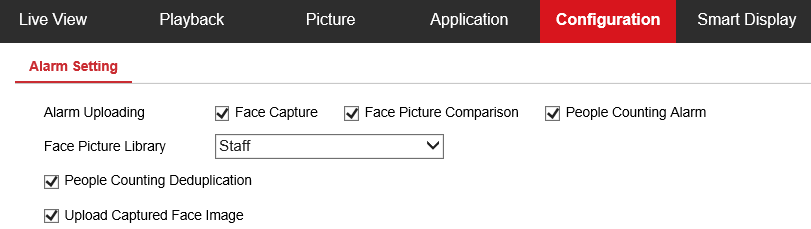 Live View Playback Picture Application Configuration Smart Display
Alarm Setting
Alarm Uploading Face Capture Face Picture Comparison People Counting Alarm
Face Picture Library Staff
People Counting Deduplication
Upload Captured Face Image